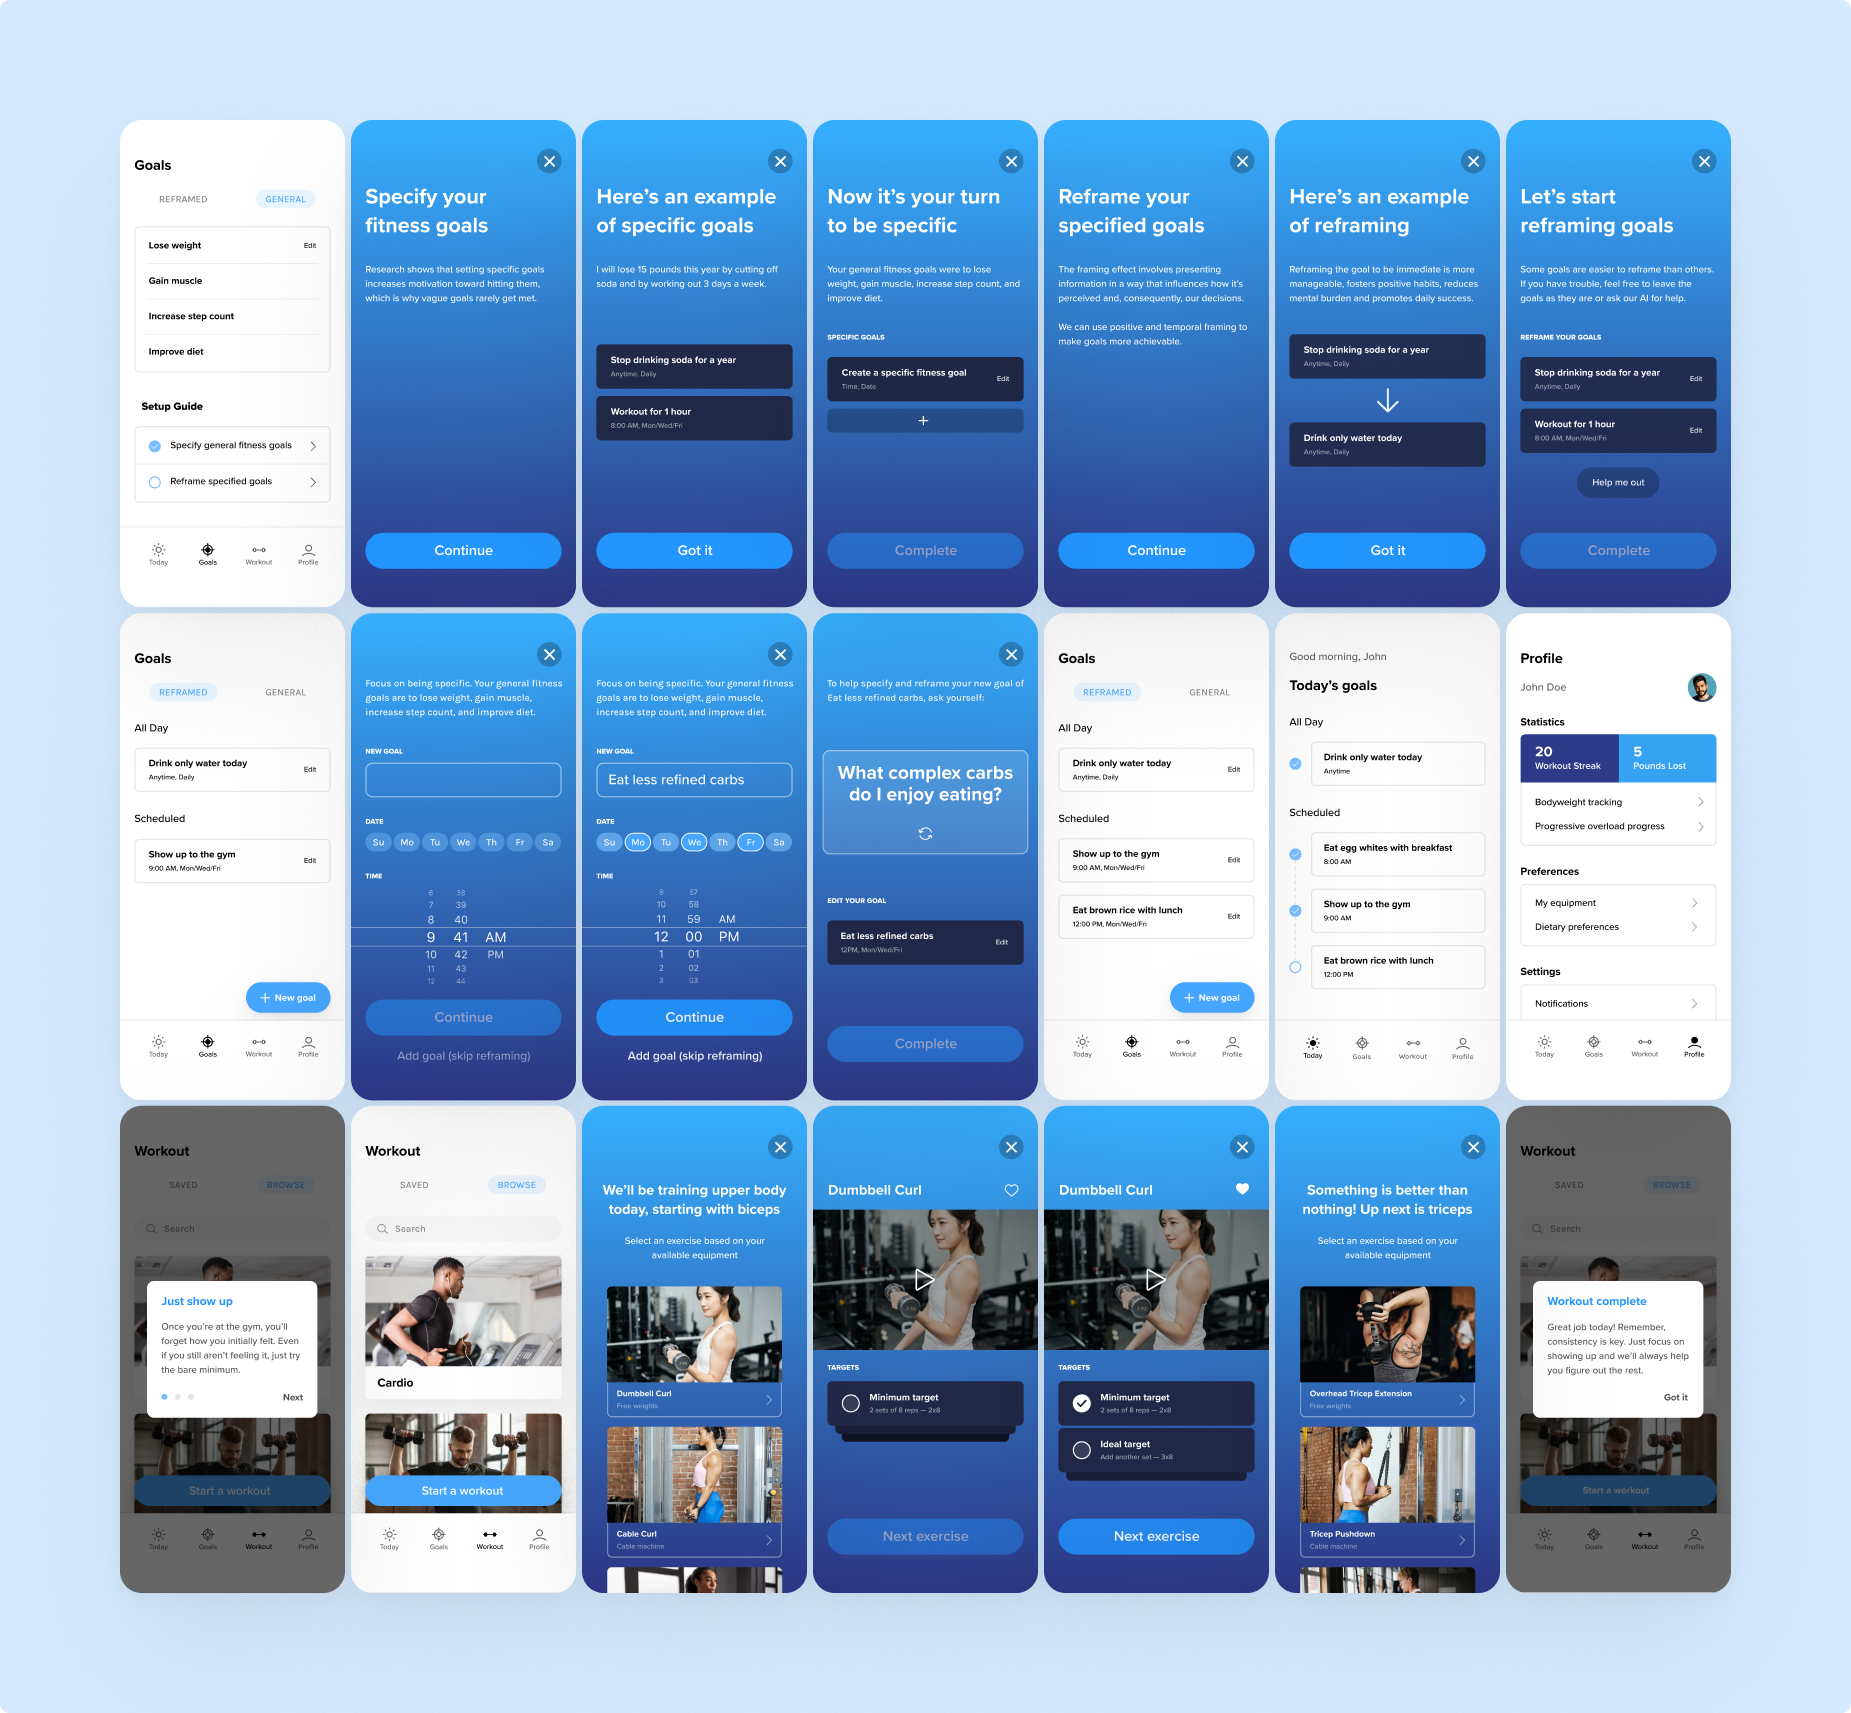 Goals
REFRAMED
GENERAL
Lose weight
Edit
Gain muscle
Increase step count
Improve diet
Setup Guide
Specify general fitness goals
Reframe specified goals
Today
Goals
Workout
Profile
Specify your
fitness goals
Research shows that setting specific goals
increases motivation toward hitting them,
which is why vague goals rarely get met.
Continue
Here's an example
of specific goals
I will lose 15 pounds this year by cutting off
soda and by working out 3 days a week.
Stop drinking soda for a year
Anytime, Daily
Workout for 1 hour
8:00 AM, Mon/Wed/Fri
Got it
Now it's your turn
to be specific
Your general fitness goals were to lose
weight, gain muscle, increase step count, and
improve diet.
SPECIFIC GOALS
Create a specific fitness goal
Time, Date
Edit
+
Complete
Reframe your
specified goals
The framing effect involves presenting
information in a way that influences how it's
perceived and, consequently, our decisions.
We can use positive and temporal framing to
make goals more achievable.
Continue
Here's an example
of reframing
Reframing the goal to be immediate is more
manageable, fosters positive habits, reduces
mental burden and promotes daily success.
Stop drinking soda for a year
Anytime, Daily
Drink only water today
Anytime, Daily
Got it
Let's start
reframing goals
Some goals are easier to reframe than others.
If you have trouble, feel free to leave the
goals as they are or ask our AI for help.
REFRAME YOUR GOALS
Stop drinking soda for a year
Anytime, Daily
Edit
Workout for 1 hour
8:00 AM, Mon/Wed/Fri
Edit
Help me out
Complete
Goals
REFRAMED
GENERAL
All Day
Drink only water today
Anytime, Daily
Edit
Scheduled
Show up to the gym
9:00 AM, Mon/Wed/Fri
Edit
+ New goal
Today
Goals
Workout
Profile
Focus on being specific. Your general fitness
goals are to lose weight, gain muscle,
increase step count, and improve diet.
NEW GOAL
DATE
Su Mo Tu We Th Fr Sa
TIME
6 38
7 39
8 40
9 41 AM
10 42 PM
11 43
12 44
Continue
Add goal (skip reframing)
Focus on being specific. Your general fitness
goals are to lose weight, gain muscle,
increase step count, and improve diet.
NEW GOAL
Eat less refined carbs
DATE
Su Mo Tu We Th Fr Sa
TIME
9 57
10 58
11 59 AM
12 00 PM
1 01
2 02
3 03
Continue
Add goal (skip reframing)
To help specify and reframe your new goal of
Eat less refined carbs, ask yourself:
What complex carbs
do I enjoy eating?
EDIT YOUR GOAL
Eat less refined carbs
12PM, Mon/Wed/Fri
Edit
Complete
Goals
REFRAMED
GENERAL
All Day
Drink only water today
Anytime, Daily
Edit
Scheduled
Show up to the gym
9:00 AM, Mon/Wed/Fri
Edit
Eat brown rice with lunch
12:00 PM, Mon/Wed/Fri
Edit
+ New goal
Today
Goals
Workout
Profile
Good morning, John
Today's goals
All Day
Drink only water today
Anytime
Scheduled
Eat egg whites with breakfast
8:00 AM
Show up to the gym
9:00 AM
Eat brown rice with lunch
12:00 PM
Today
Goals
Workout
Profile
Profile
John Doe
Statistics
20
Workout Streak
5
Pounds Lost
Bodyweight tracking
Progressive overload progress
Preferences
My equipment
Dietary preferences
Settings
Notifications
Today
Goals
Workout
Profile
Workout
SAVED
BROWSE
Search
Just show up
Once you're at the gym, you'll
forget how you initially felt. Even
if you still aren't feeling it, just try
the bare minimum.
Next
Start a workout
Today
Goals
Workout
Profile
Workout
SAVED
BROWSE
Search
Cardio
Start a workout
Today
Goals
Workout
Profile
We'll be training upper body
today, starting with biceps
Select an exercise based on your
available equipment
Dumbbell Curl
Free weights
Cable Curl
Cable machine
Dumbbell Curl
TARGETS
Minimum target
2 sets of 8 reps — 2x8
Next exercise
Dumbbell Curl
TARGETS
Minimum target
2 sets of 8 reps — 2x8
Ideal target
Add another set — 3x8
Next exercise
Something is better than
nothing! Up next is triceps
Select an exercise based on your
available equipment
Overhead Tricep Extension
Free weights
Tricep Pushdown
Cable machine
Workout
SAVED
BROWSE
Search
Workout complete
Great job today! Remember,
consistency is key. Just focus on
showing up and we'll always help
you figure out the rest.
Got it
Start a workout
Today
Goals
Workout
Profile